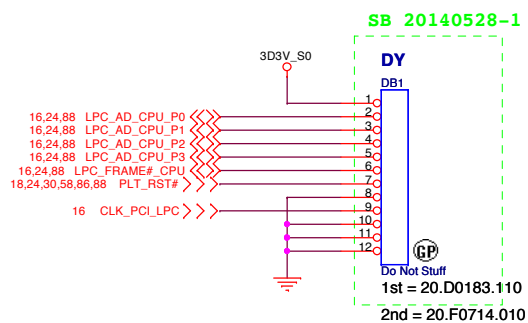 SB 20140528-1
3D3V_S0
DY
DB1
1
16,24,88 LPC_AD_CPU_P0 2
16,24,88 LPC_AD_CPU_P1 3
16,24,88 LPC_AD_CPU_P2 4
16,24,88 LPC_AD_CPU_P3 5
16,24,88 LPC_FRAME#_CPU 6
18,24,30,58,86,88 PLT_RST# 7
8
16 CLK_PCI_LPC 9
10
11
12
GP
Do Not Stuff
1st = 20.D0183.110
2nd = 20.F0714.010